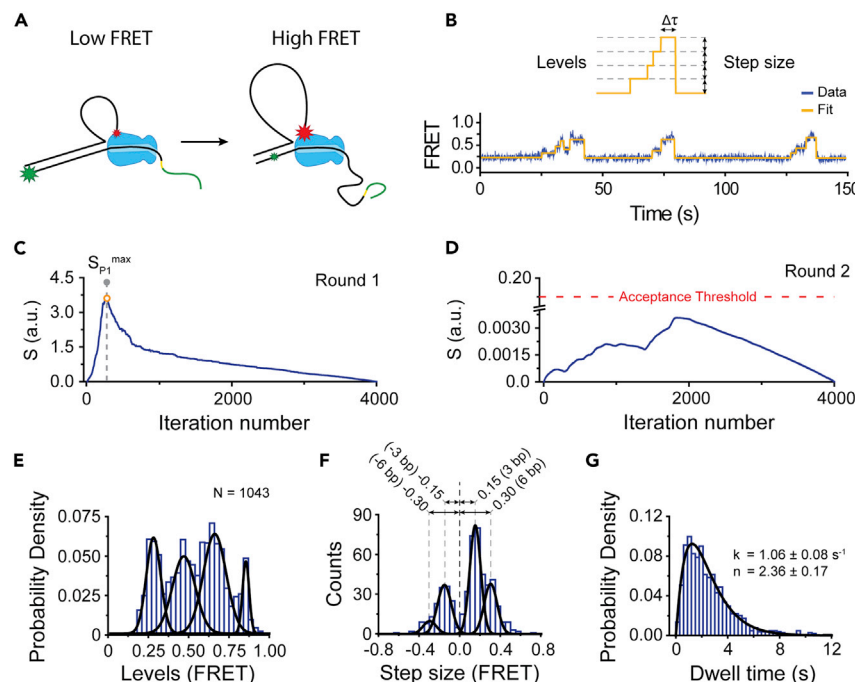 A
Low FRET
High FRET
B
Δτ
Levels
Step size
Data
Fit
FRET
1.0
0.5
0.0
0
50
100
150
Time (s)
C
S_P1^max
Round 1
S (a.u.)
4.5
3.0
1.5
0.0
0
2000
4000
Iteration number
D
Round 2
0.20
Acceptance Threshold
S (a.u.)
0.0030
0.0015
0.0
0
2000
4000
Iteration number
E
N = 1043
Probability Density
0.075
0.050
0.025
0
0
0.25
0.50
0.75
1.00
Levels (FRET)
F
(-3 bp) -0.15
(-6 bp) -0.30
0.15 (3 bp)
0.30 (6 bp)
Counts
90
60
30
0
-0.8
-0.4
0.0
0.4
0.8
Step size (FRET)
G
k = 1.06 ± 0.08 s⁻¹
n = 2.36 ± 0.17
Probability Density
0.12
0.08
0.04
0.00
0
4
8
12
Dwell time (s)